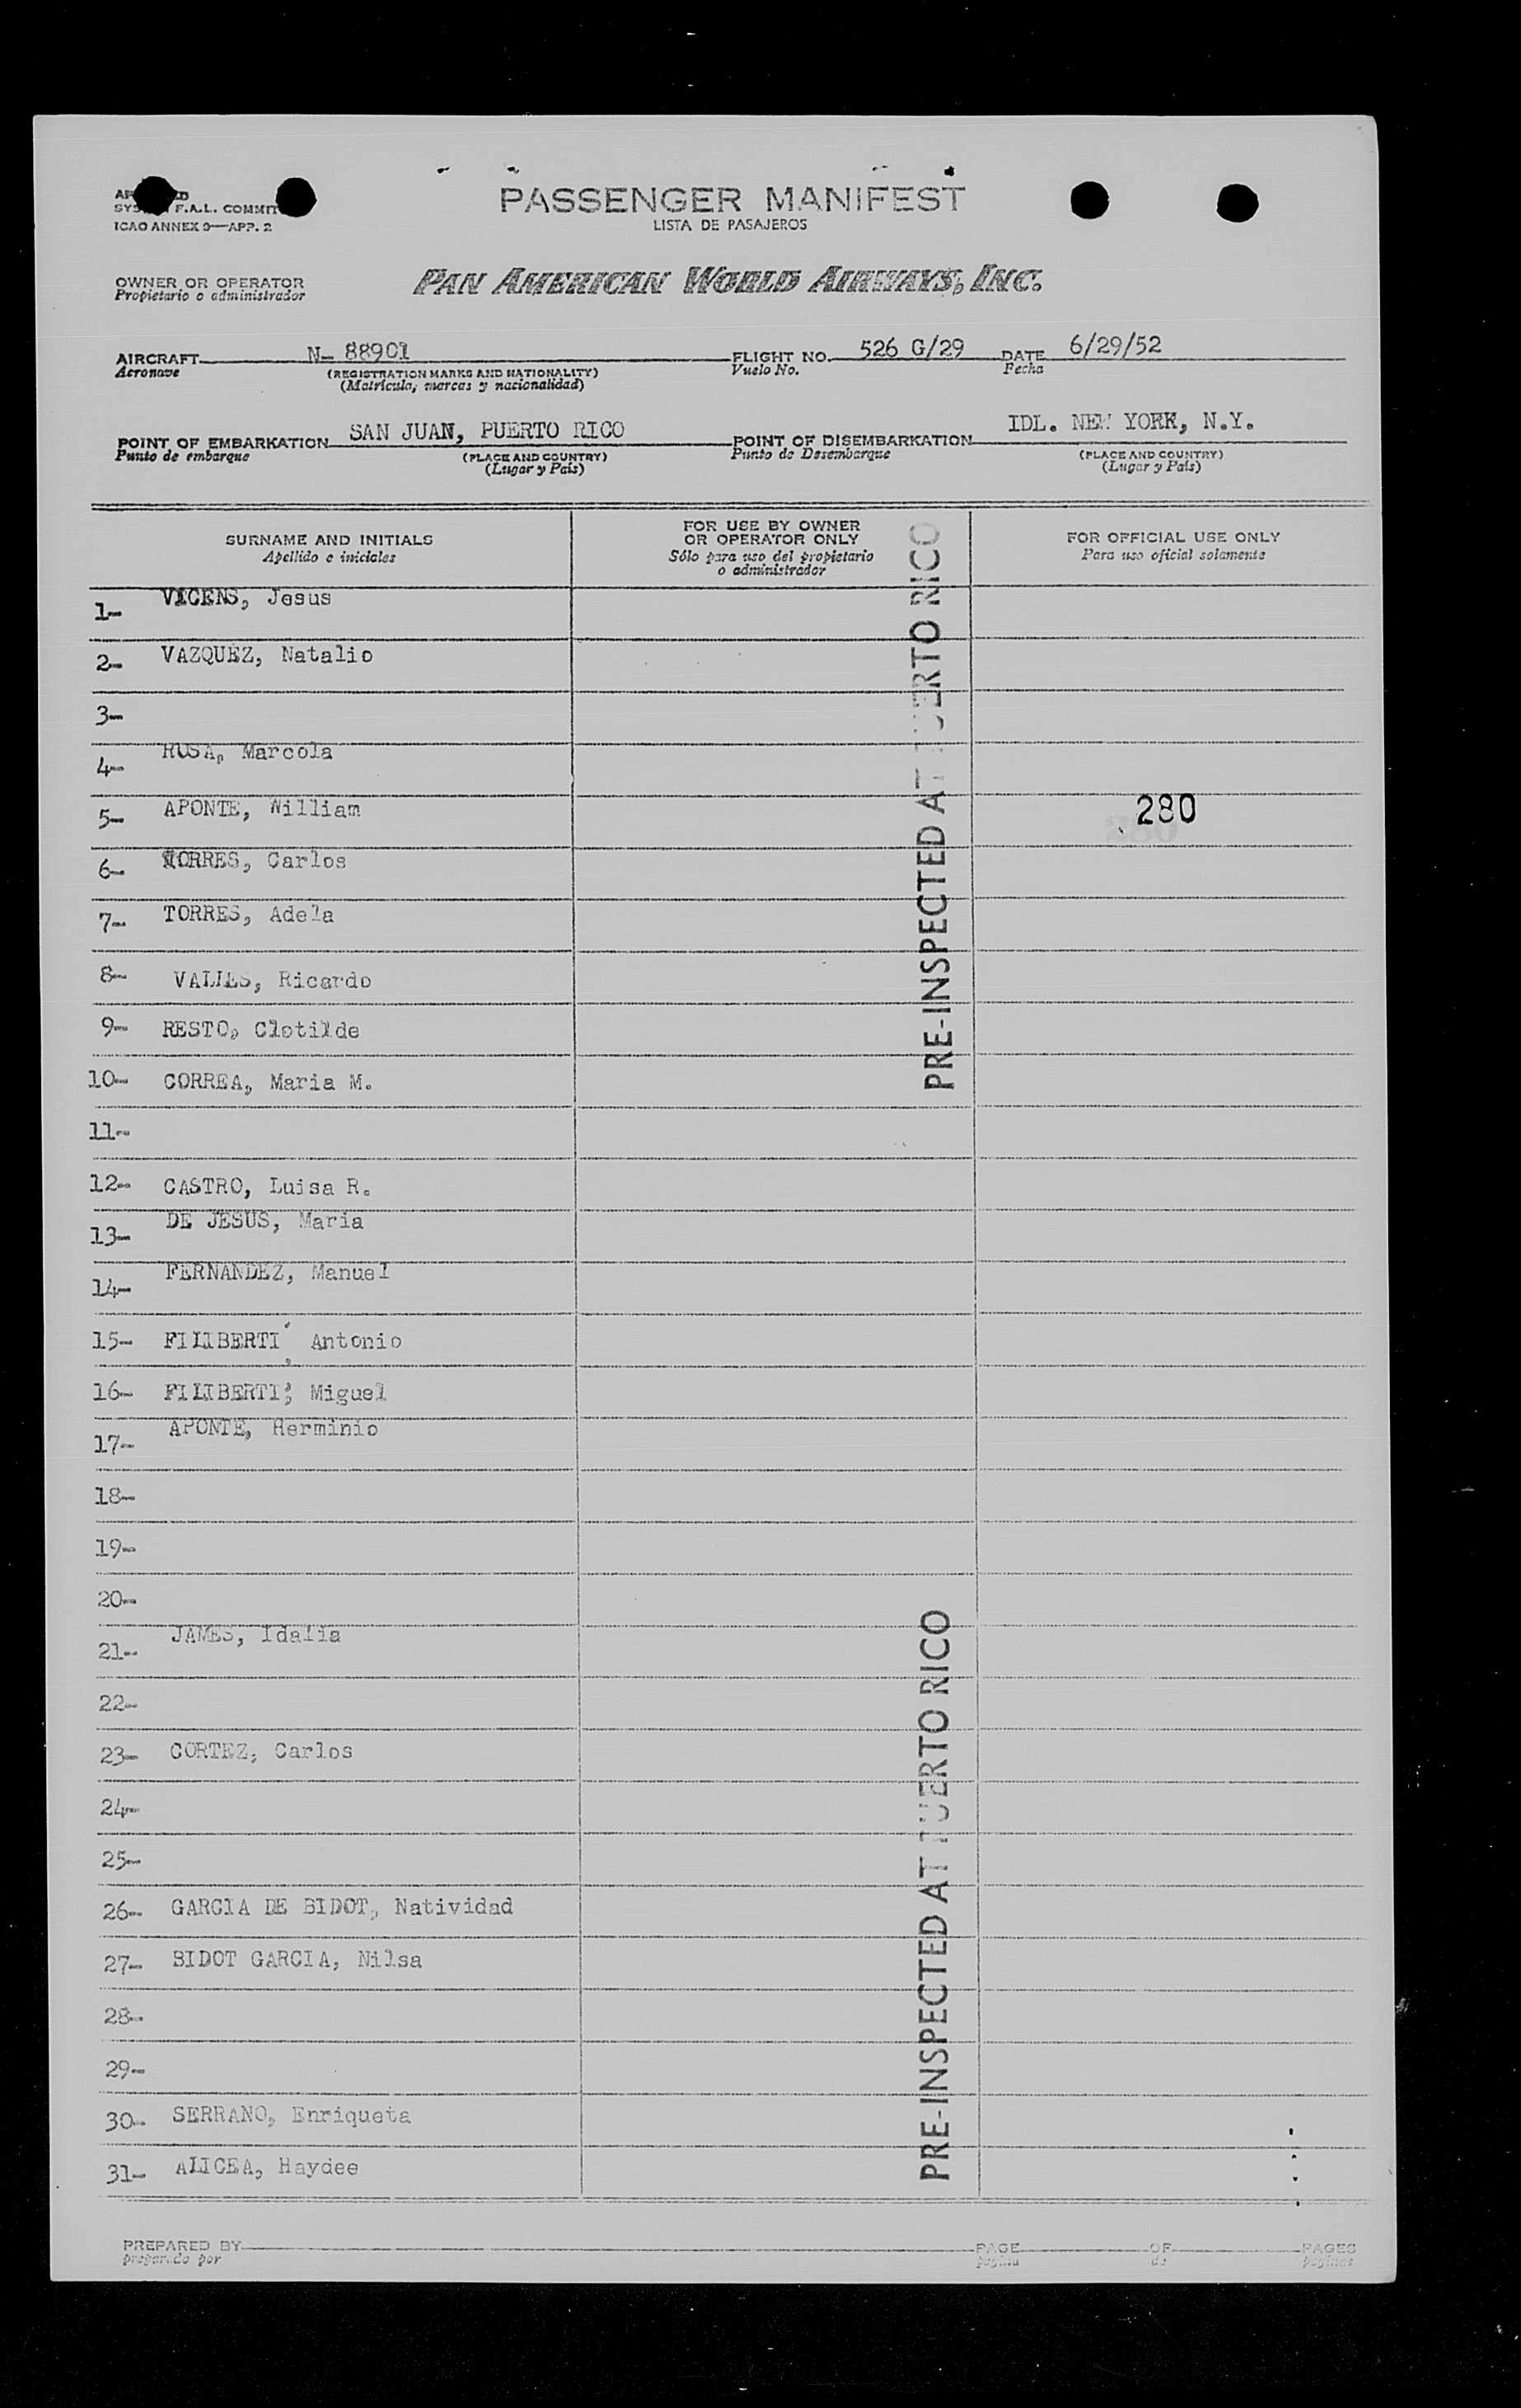 PASSENGER MANIFEST
LISTA DE PASAJEROS
F.A.L.
ICAO ANNEX 9—APP. 2
OWNER OR OPERATOR
Propietario o administrador
PAN AMERICAN WORLD AIRWAYS, INC.
AIRCRAFT N- 88901 FLIGHT NO. 526 G/29 DATE 6/29/52
Aeronave (REGISTRATION MARKS AND NATIONALITY) Vuelo No. Fecha
(Matrícula, marcas y nacionalidad)
POINT OF EMBARKATION SAN JUAN, PUERTO RICO POINT OF DISEMBARKATION IDL. NEW YORK, N.Y.
Punto de embarque (PLACE AND COUNTRY) Punto de Desembarque (PLACE AND COUNTRY)
(Lugar y País) (Lugar y País)
SURNAME AND INITIALS
Apellido e iniciales
FOR USE BY OWNER
OR OPERATOR ONLY
Sólo para uso del propietario
o administrador
FOR OFFICIAL USE ONLY
Para uso oficial solamente
1- VICENS, Jesus
2- VAZQUEZ, Natalio
3-
4- ROSA, Marcola
5- APONTE, William
280
6- TORRES, Carlos
7- TORRES, Adela
8- VALLES, Ricardo
9- RESTO, Clotilde
10- CORREA, Maria M.
11-
12- CASTRO, Luisa R.
13- DE JESUS, Maria
14- FERNANDEZ, Manuel
15- FILIBERTI, Antonio
16- FILIBERTI, Miguel
17- APONTE, Herminio
18-
19-
20-
21- JAMES, Idalia
22-
23- CORTEZ, Carlos
24-
25-
26- GARCIA DE BIDOT, Natividad
27- BIDOT GARCIA, Nilsa
28-
29-
30- SERRANO, Enriqueta
31- ALICEA, Haydee
PRE-INSPECTED AT PUERTO RICO
PRE-INSPECTED AT PUERTO RICO
PREPARED BY PAGE OF PAGES
preparado por página de páginas